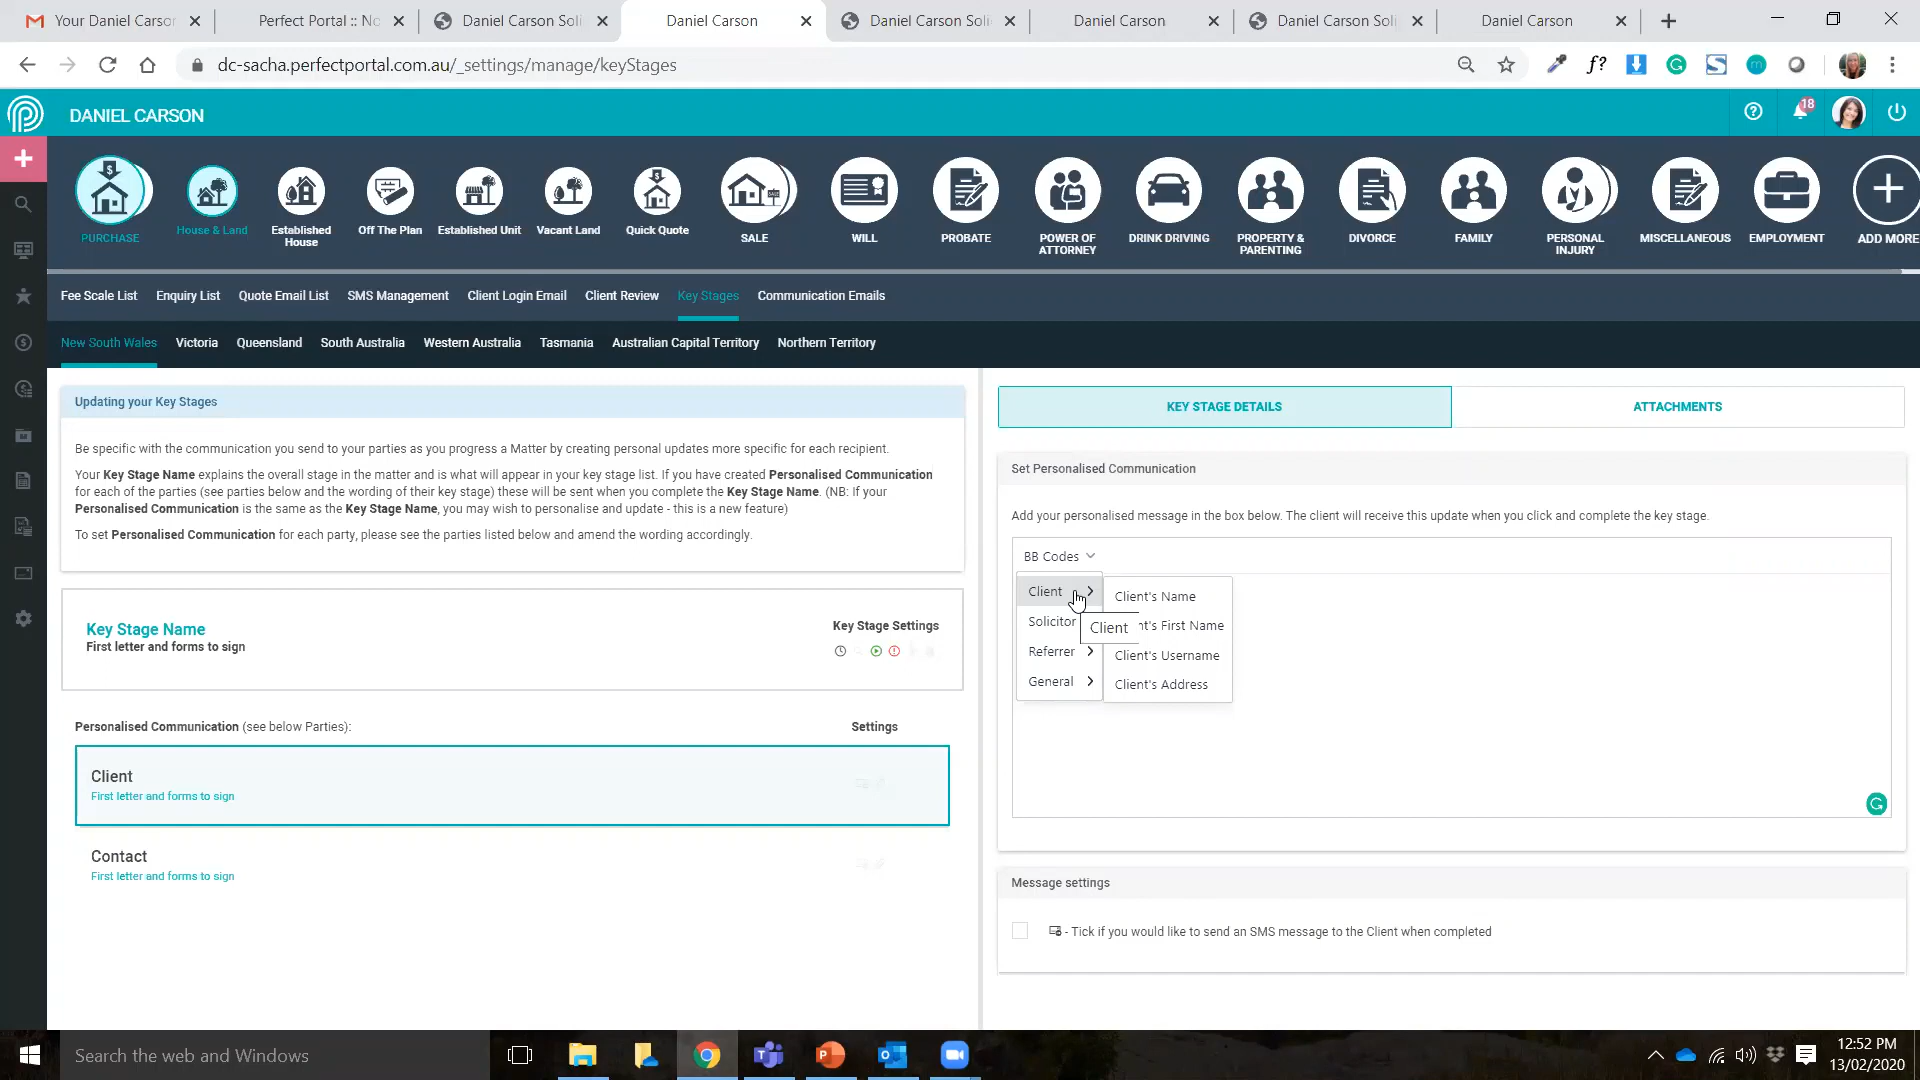 Your Daniel Carson
Perfect Portal :: No
Daniel Carson Soli
Daniel Carson
Daniel Carson Soli
Daniel Carson
Daniel Carson Soli
Daniel Carson
dc-sacha.perfectportal.com.au/_settings/manage/keyStages
f?
DANIEL CARSON
18
PURCHASE
House & Land
Established House
Off The Plan
Established Unit
Vacant Land
Quick Quote
SALE
WILL
PROBATE
POWER OF ATTORNEY
DRINK DRIVING
PROPERTY & PARENTING
DIVORCE
FAMILY
PERSONAL INJURY
MISCELLANEOUS
EMPLOYMENT
ADD MORE
Fee Scale List
Enquiry List
Quote Email List
SMS Management
Client Login Email
Client Review
Key Stages
Communication Emails
New South Wales
Victoria
Queensland
South Australia
Western Australia
Tasmania
Australian Capital Territory
Northern Territory
Updating your Key Stages
Be specific with the communication you send to your parties as you progress a Matter by creating personal updates more specific for each recipient.
Your Key Stage Name explains the overall stage in the matter and is what will appear in your key stage list. If you have created Personalised Communication
for each of the parties (see parties below and the wording of their key stage) these will be sent when you complete the Key Stage Name. (NB: If your
Personalised Communication is the same as the Key Stage Name, you may wish to personalise and update - this is a new feature)
To set Personalised Communication for each party, please see the parties listed below and amend the wording accordingly.
Key Stage Name
First letter and forms to sign
Key Stage Settings
Personalised Communication (see below Parties):
Settings
Client
First letter and forms to sign
Contact
First letter and forms to sign
KEY STAGE DETAILS
ATTACHMENTS
Set Personalised Communication
Add your personalised message in the box below. The client will receive this update when you click and complete the key stage.
BB Codes
Client
Solicitor
Referrer
General
Client's Name
Client
nt's First Name
Client's Username
Client's Address
Message settings
- Tick if you would like to send an SMS message to the Client when completed
Search the web and Windows
12:52 PM
13/02/2020